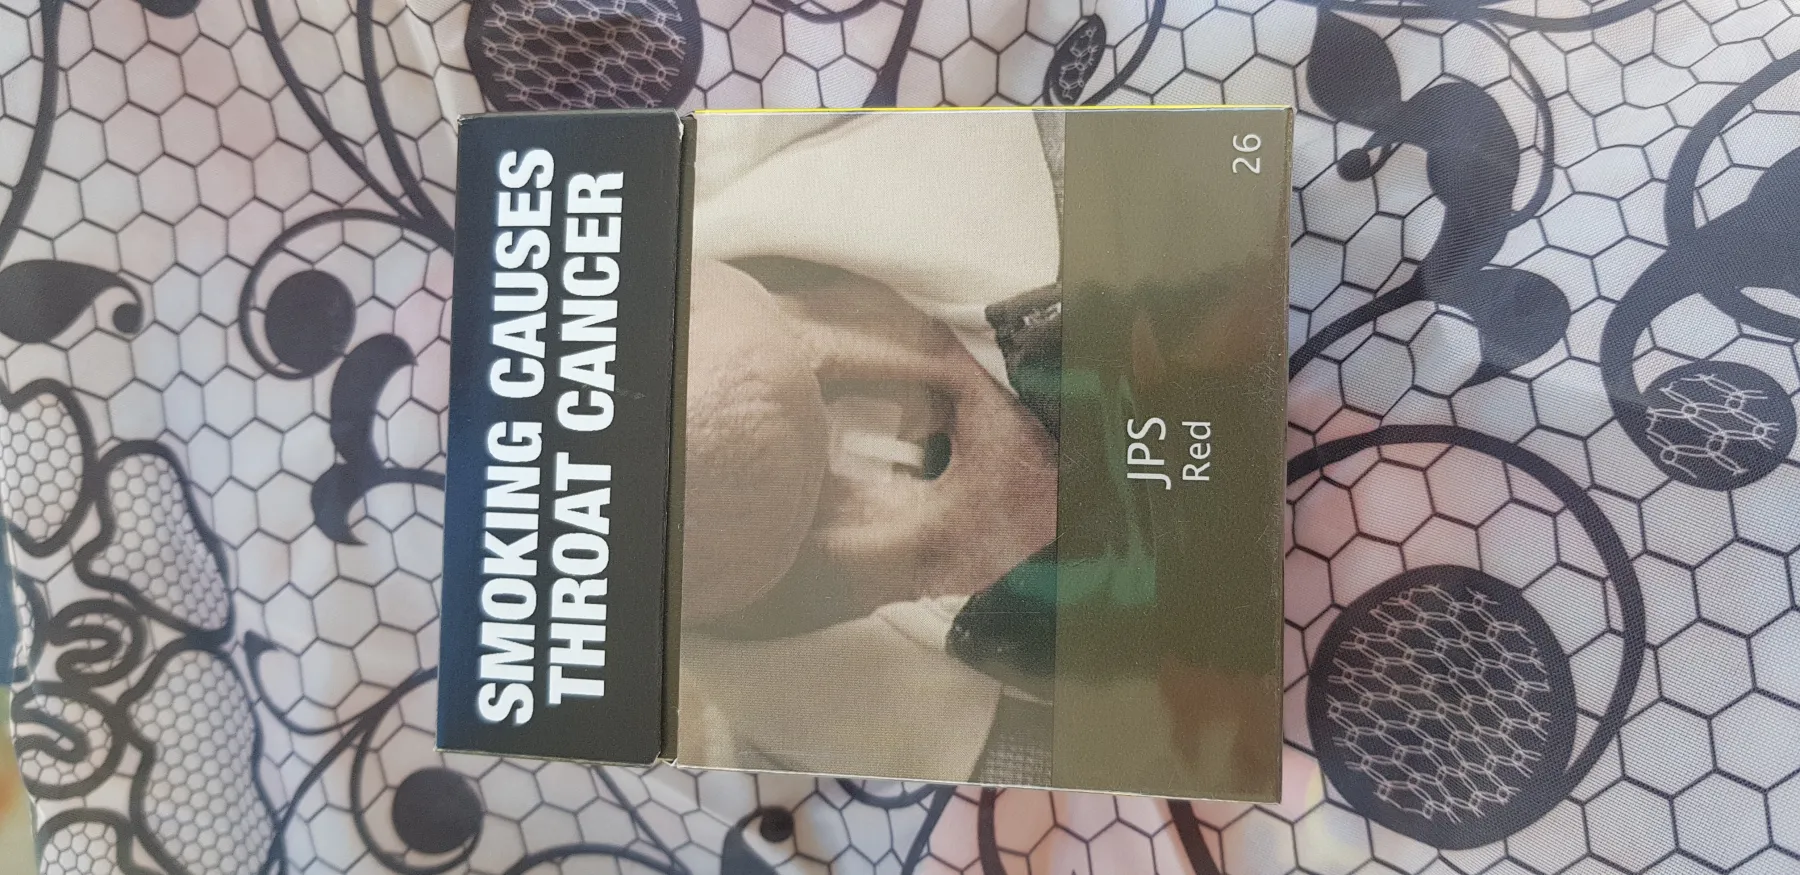 SMOKING CAUSES
THROAT CANCER
JPS
Red
26